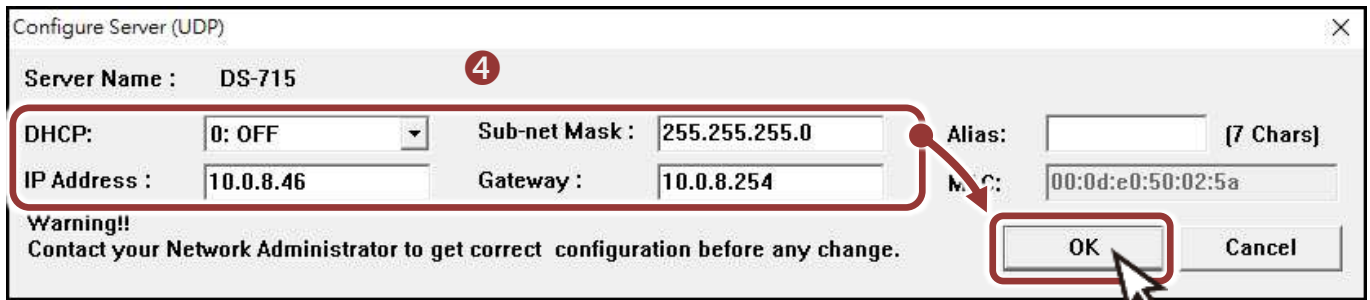 Configure Server (UDP)
Server Name : DS-715
4
DHCP: 0: OFF Sub-net Mask : 255.255.255.0 Alias: (7 Chars)
IP Address : 10.0.8.46 Gateway : 10.0.8.254 00:0d:e0:50:02:5a
Warning!!
Contact your Network Administrator to get correct configuration before any change.
OK Cancel